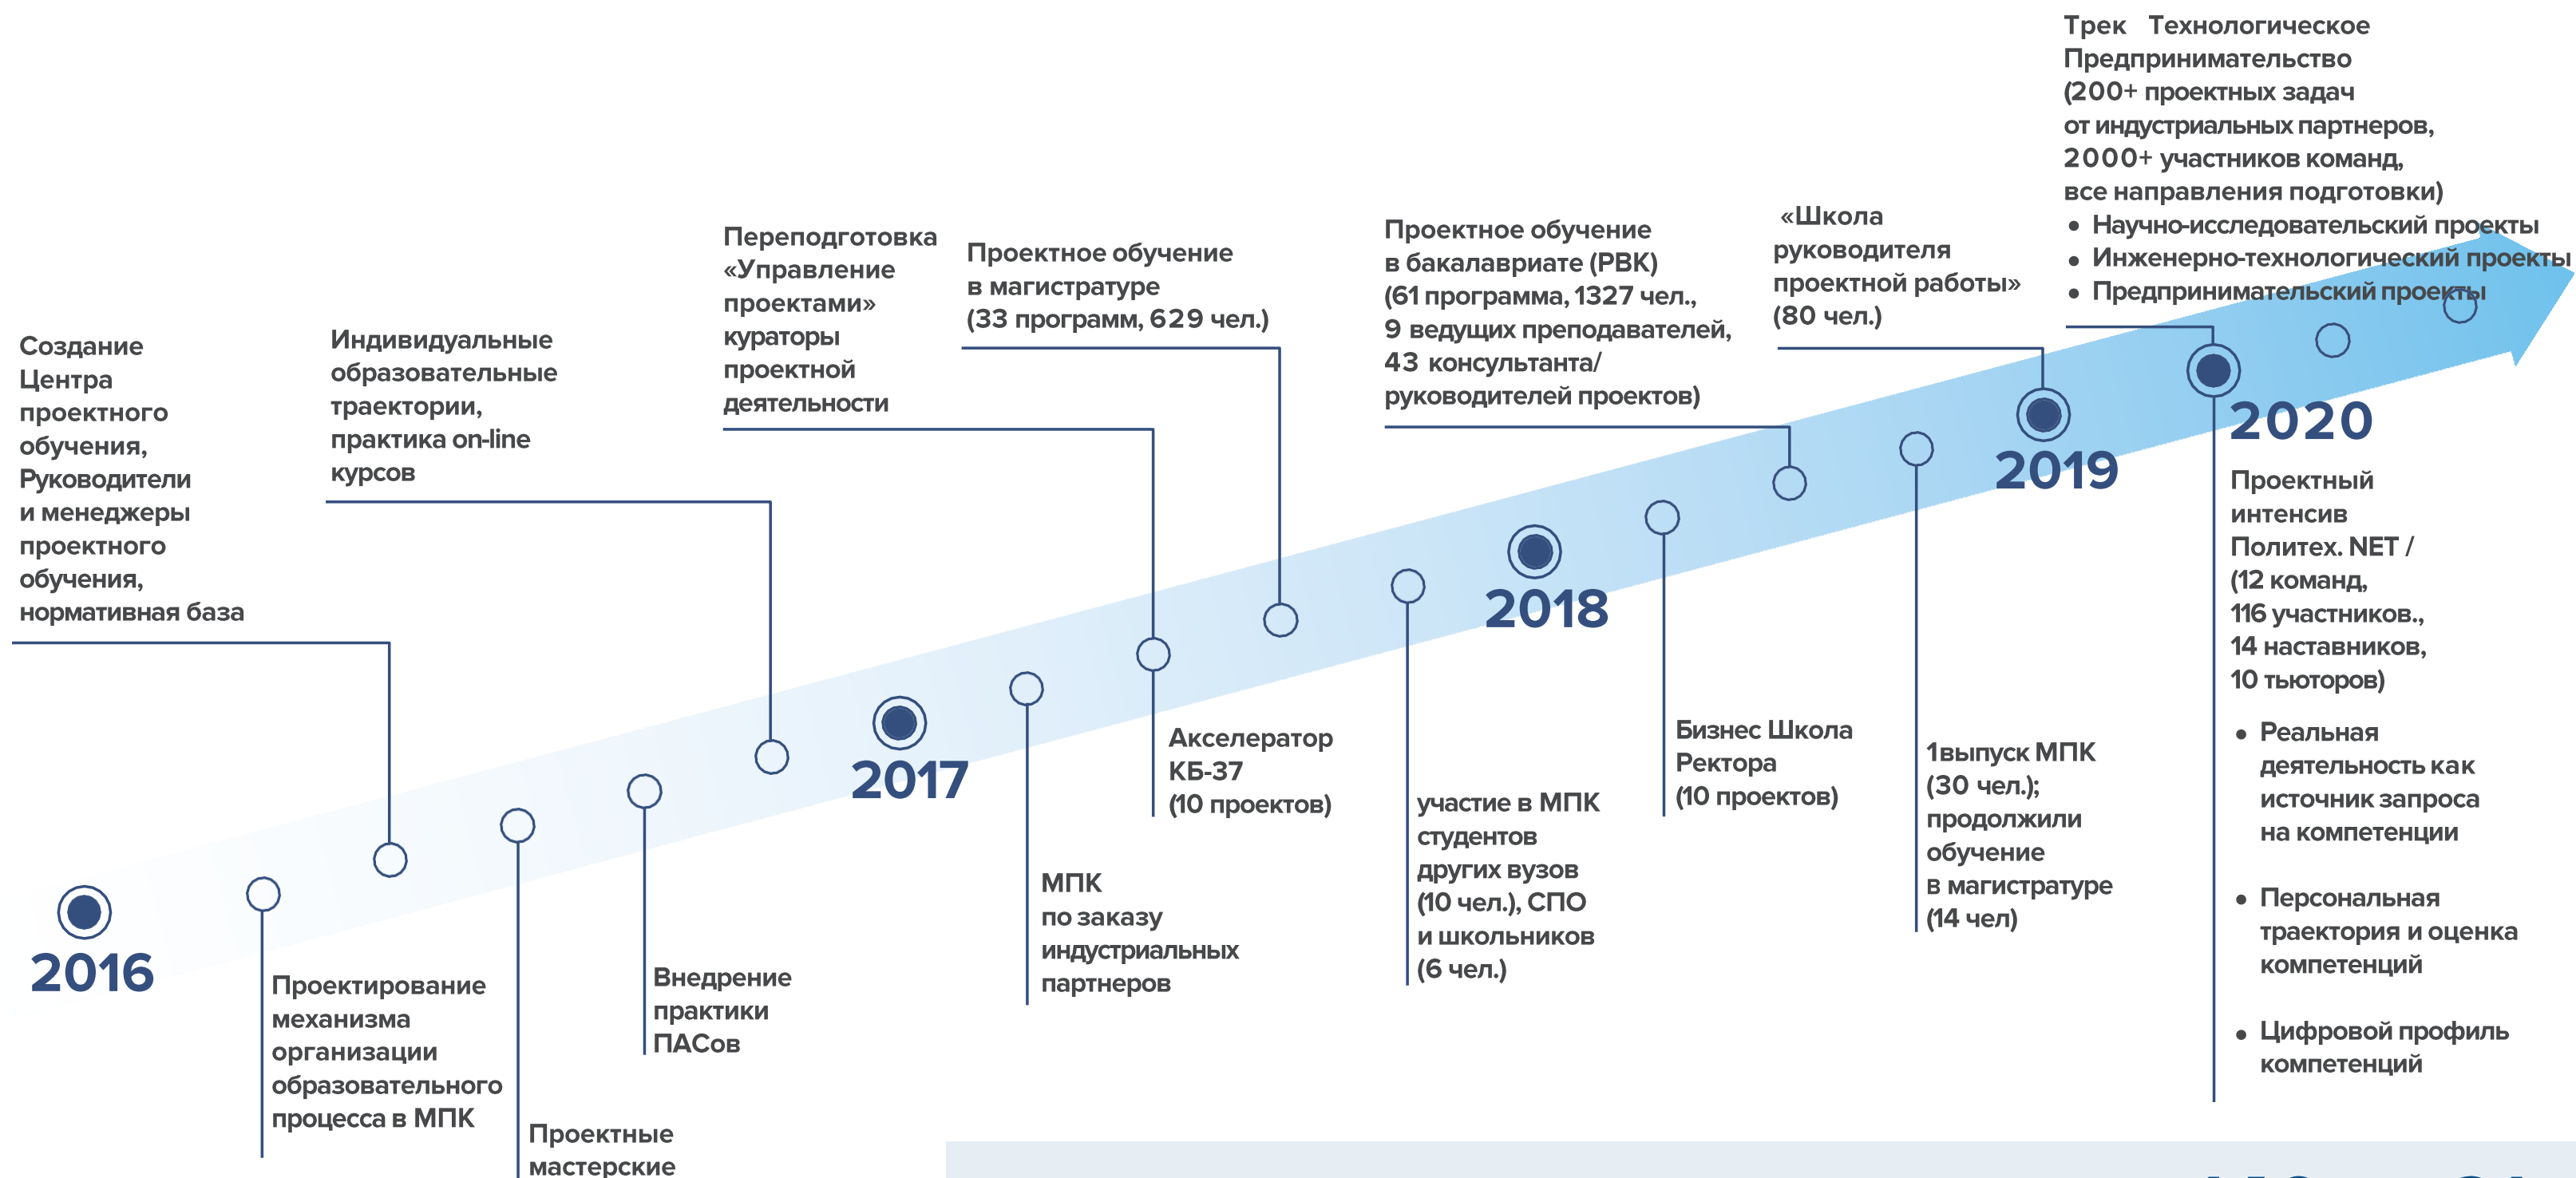 Создание
Центра
проектного
обучения,
Руководители
и менеджеры
проектного
обучения,
нормативная база
2016
Проектирование
механизма
организации
образовательного
процесса в МПК
Проектные
мастерские
Внедрение
практики
ПАСов
Индивидуальные
образовательные
траектории,
практика on-line
курсов
2017
МПК
по заказу
индустриальных
партнеров
Переподготовка
«Управление
проектами»
кураторы
проектной
деятельности
Акселератор
КБ-37
(10 проектов)
Проектное обучение
в магистратуре
(33 программ, 629 чел.)
участие в МПК
студентов
других вузов
(10 чел.), СПО
и школьников
(6 чел.)
2018
Бизнес Школа
Ректора
(10 проектов)
Проектное обучение
в бакалавриате (РВК)
(61 программа, 1327 чел.,
9 ведущих преподавателей,
43 консультанта/
руководителей проектов)
1выпуск МПК
(30 чел.);
продолжили
обучение
в магистратуре
(14 чел)
«Школа
руководителя
проектной работы»
(80 чел.)
2019
Трек Технологическое
Предпринимательство
(200+ проектных задач
от индустриальных партнеров,
2000+ участников команд,
все направления подготовки)
• Научно-исследовательский проекты
• Инженерно-технологический проекты
• Предпринимательский проекты
2020
Проектный
интенсив
Политех. NET /
(12 команд,
116 участников.,
14 наставников,
10 тьюторов)
• Реальная
деятельность как
источник запроса
на компетенции
• Персональная
траектория и оценка
компетенций
• Цифровой профиль
компетенций